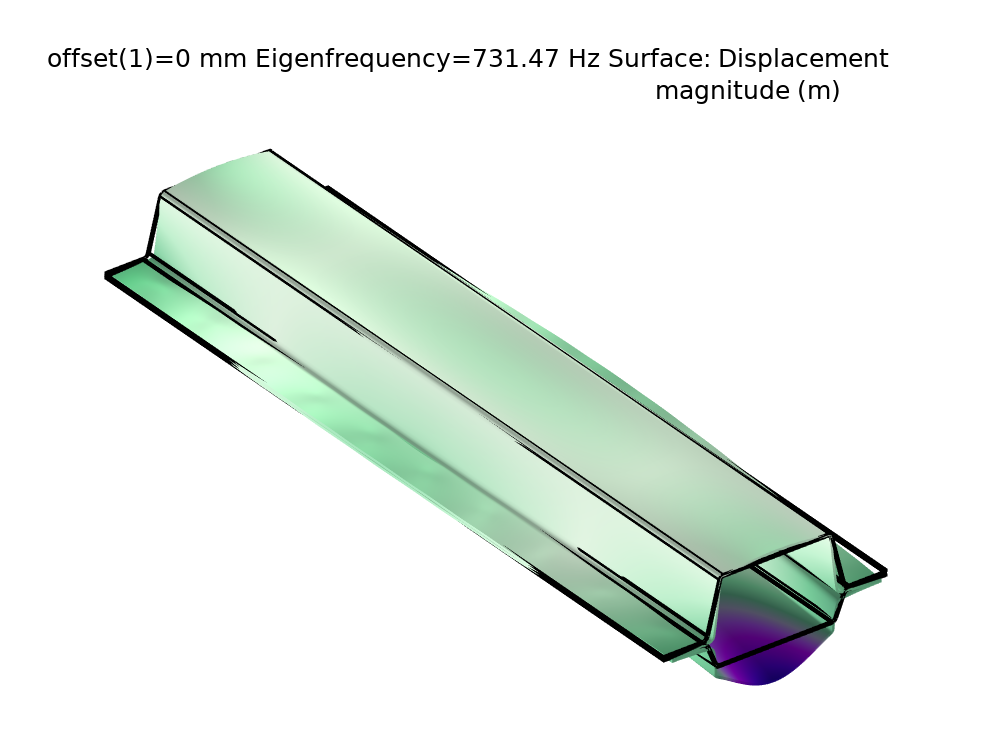 offset(1)=0 mm Eigenfrequency=731.47 Hz Surface: Displacement
magnitude (m)